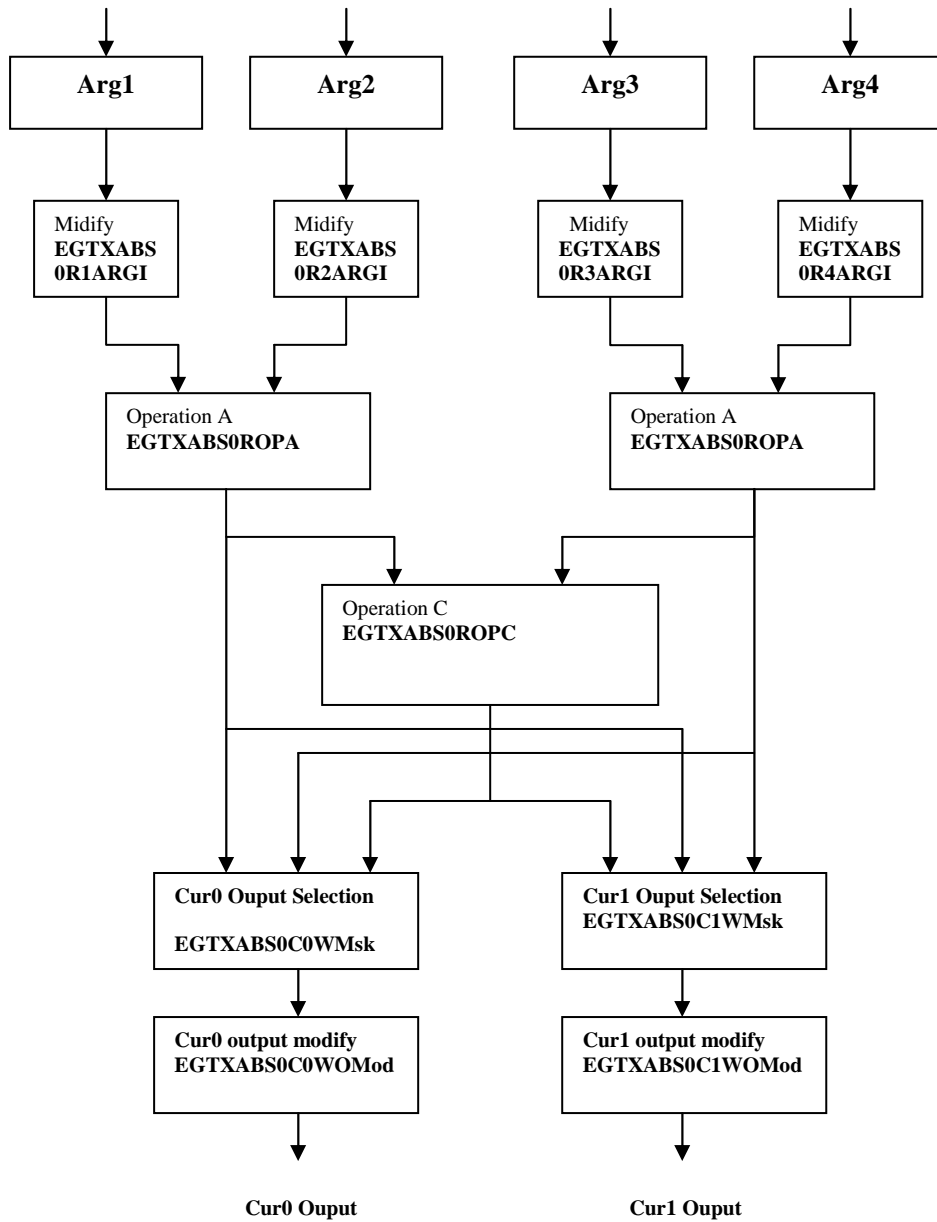 Arg1
Arg2
Arg3
Arg4
Midify
EGTXABS
0R1ARGI
Midify
EGTXABS
0R2ARGI
Midify
EGTXABS
0R3ARGI
Midify
EGTXABS
0R4ARGI
Operation A
EGTXABS0ROPA
Operation A
EGTXABS0ROPA
Operation C
EGTXABS0ROPC
Cur0 Ouput Selection
EGTXABS0C0WMsk
Cur1 Ouput Selection
EGTXABS0C1WMsk
Cur0 output modify
EGTXABS0C0WOMod
Cur1 output modify
EGTXABS0C1WOMod
Cur0 Ouput
Cur1 Ouput